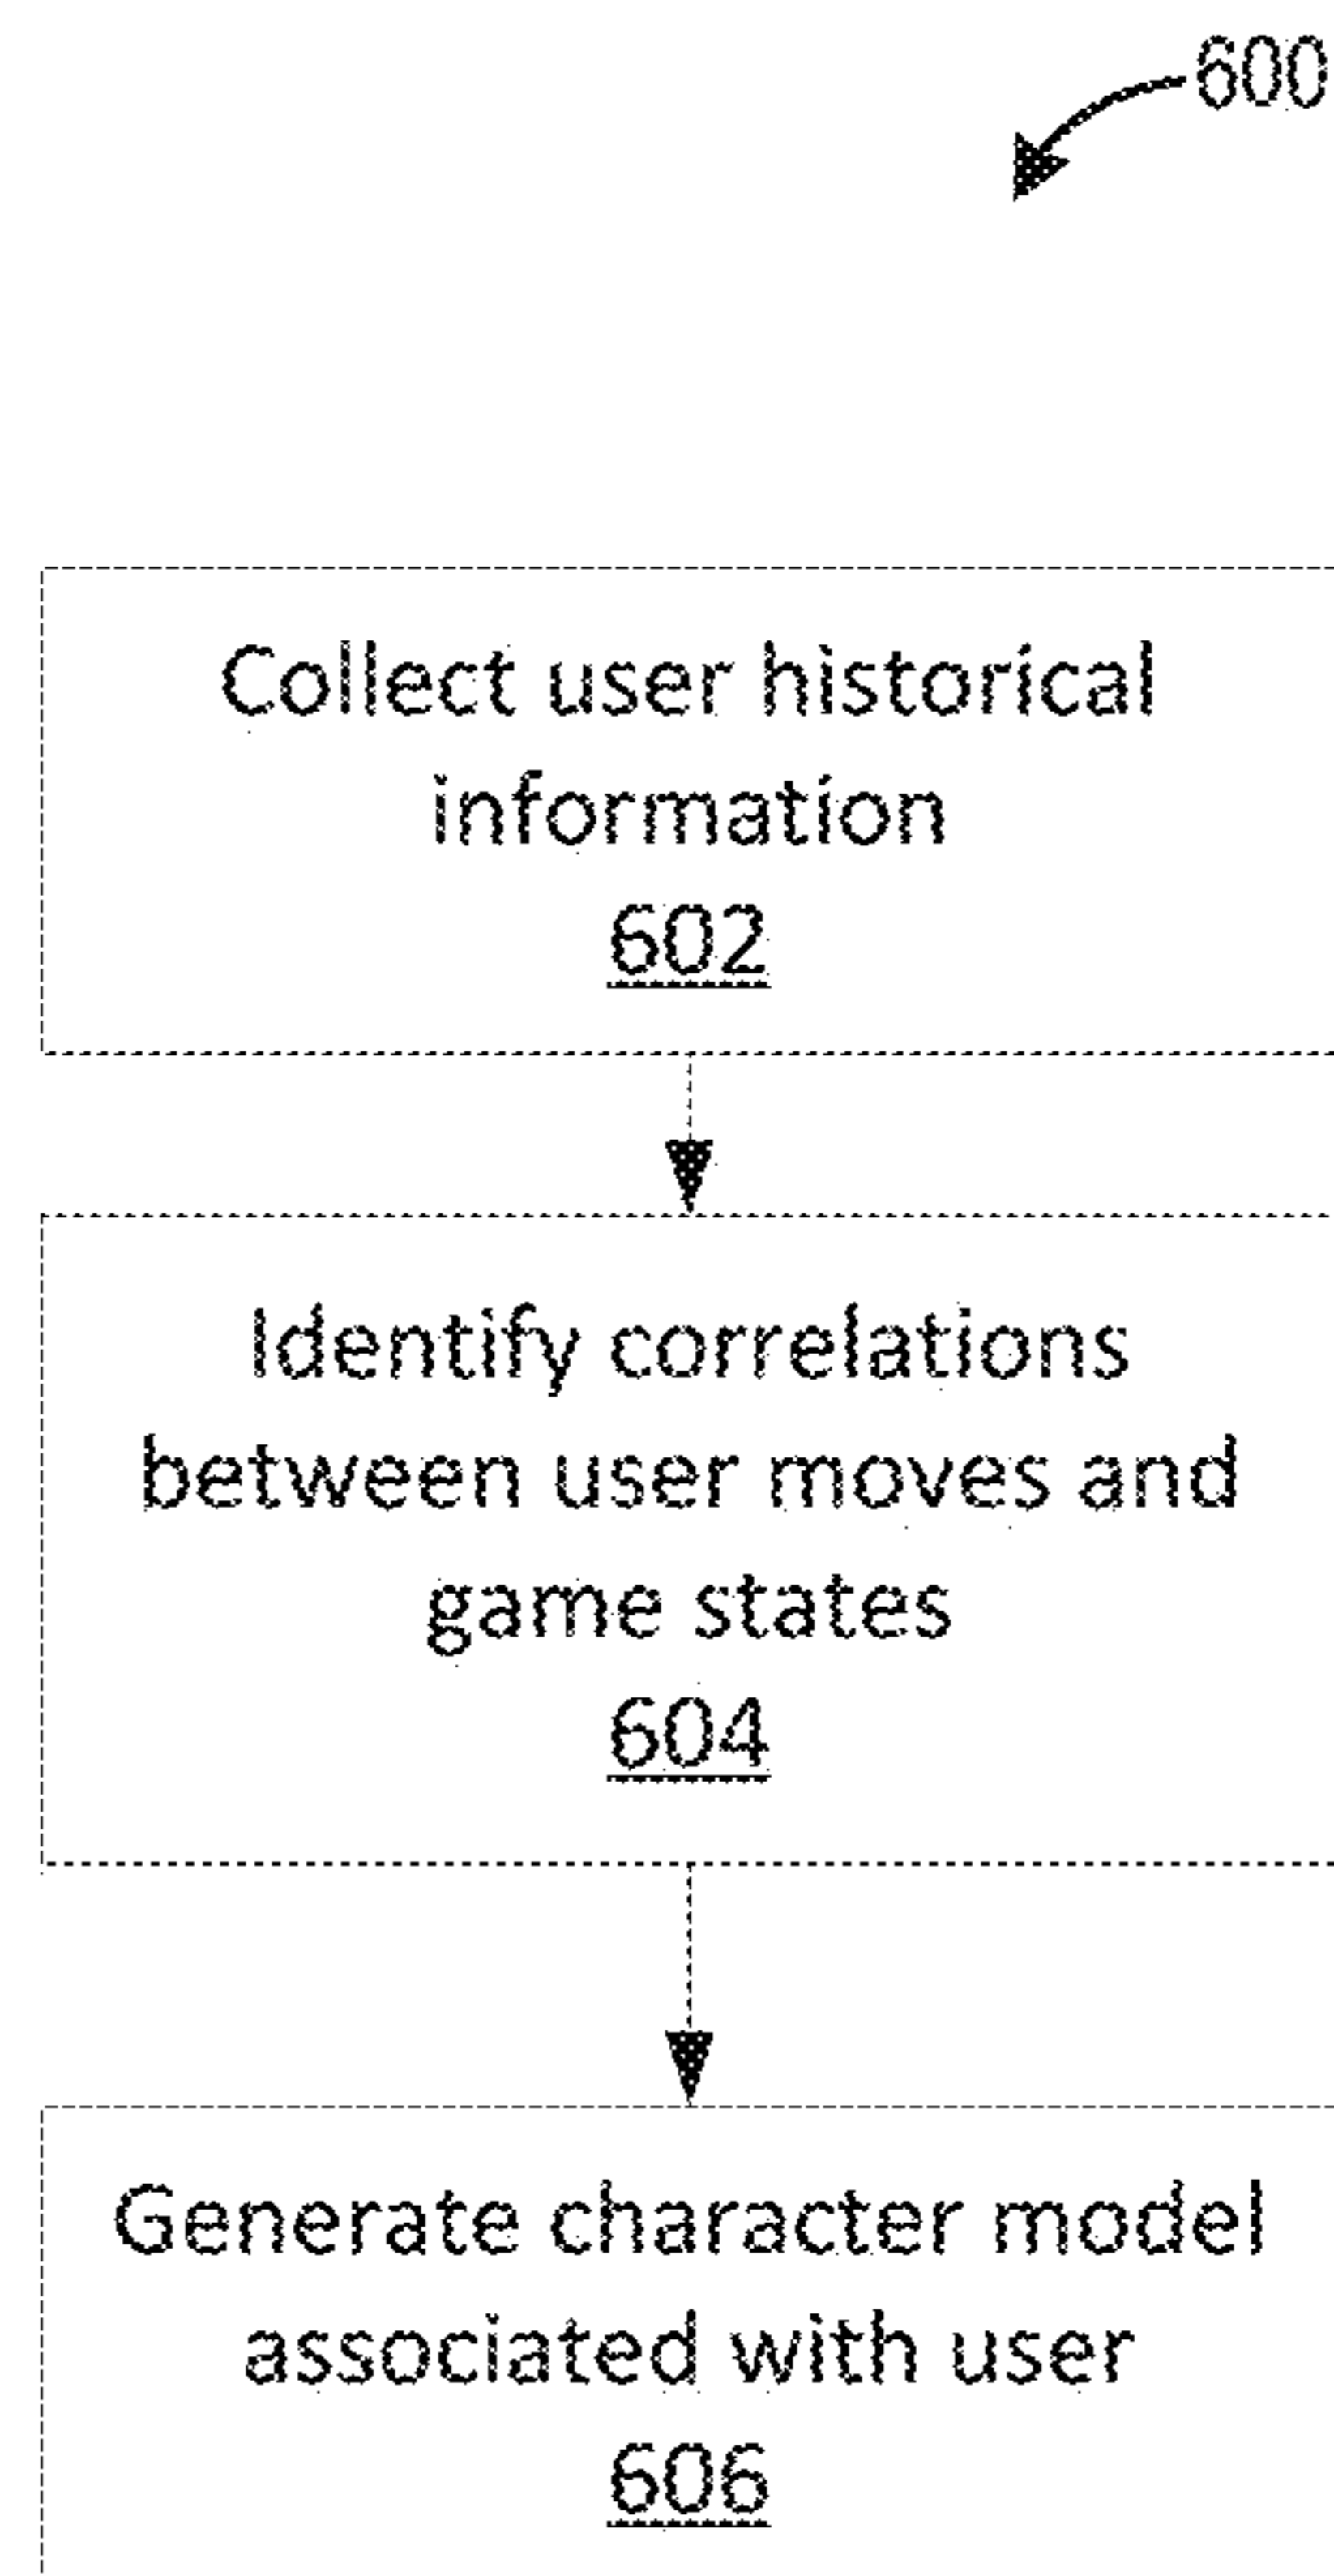 600
Collect user historical
information
602
Identify correlations
between user moves and
game states
604
Generate character model
associated with user
606